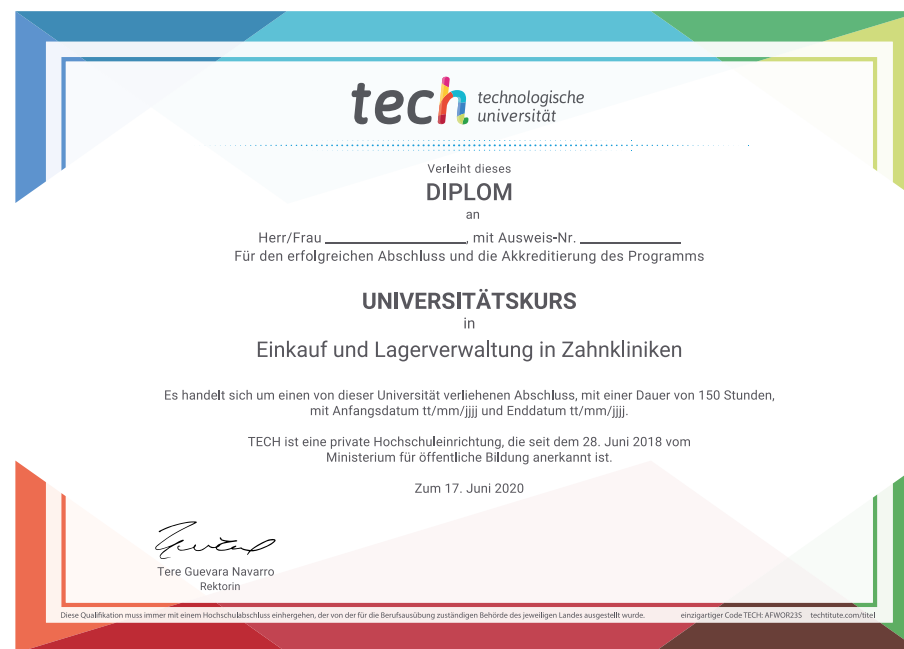 tech technologische
universität
Verleiht dieses
DIPLOM
an
Herr/Frau ____________________, mit Ausweis-Nr. ______________
Für den erfolgreichen Abschluss und die Akkreditierung des Programms
UNIVERSITÄTSKURS
in
Einkauf und Lagerverwaltung in Zahnkliniken
Es handelt sich um einen von dieser Universität verliehenen Abschluss, mit einer Dauer von 150 Stunden,
mit Anfangsdatum tt/mm/jjjj und Enddatum tt/mm/jjjj.
TECH ist eine private Hochschuleinrichtung, die seit dem 28. Juni 2018 vom
Ministerium für öffentliche Bildung anerkannt ist.
Zum 17. Juni 2020
Tere Guevara Navarro
Rektorin
Diese Qualifikation muss immer mit einem Hochschulabschluss einhergehen, der von der für die Berufsausübung zuständigen Behörde des jeweiligen Landes ausgestellt wurde. einzigartiger Code TECH: AFWOR23S techtitute.com/titel